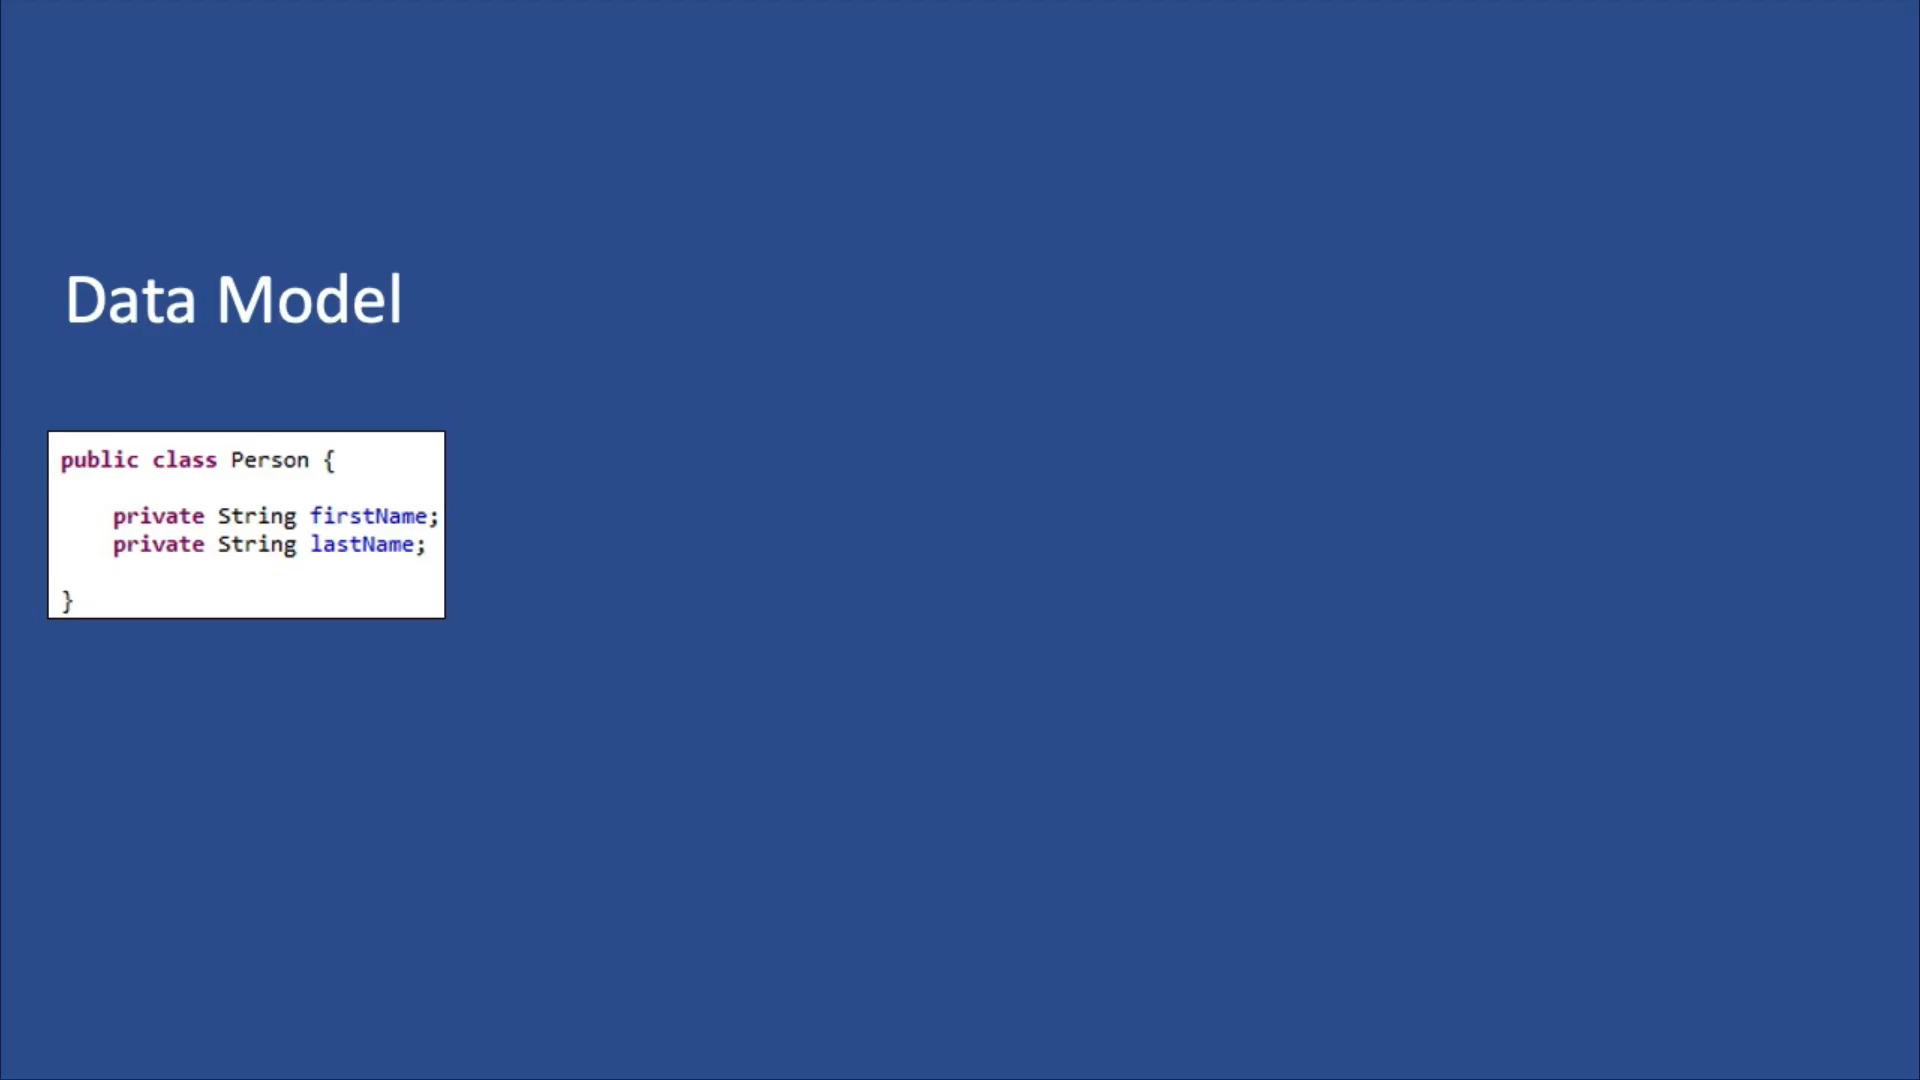 Data Model
public class Person {
private String firstName;
private String lastName;
}